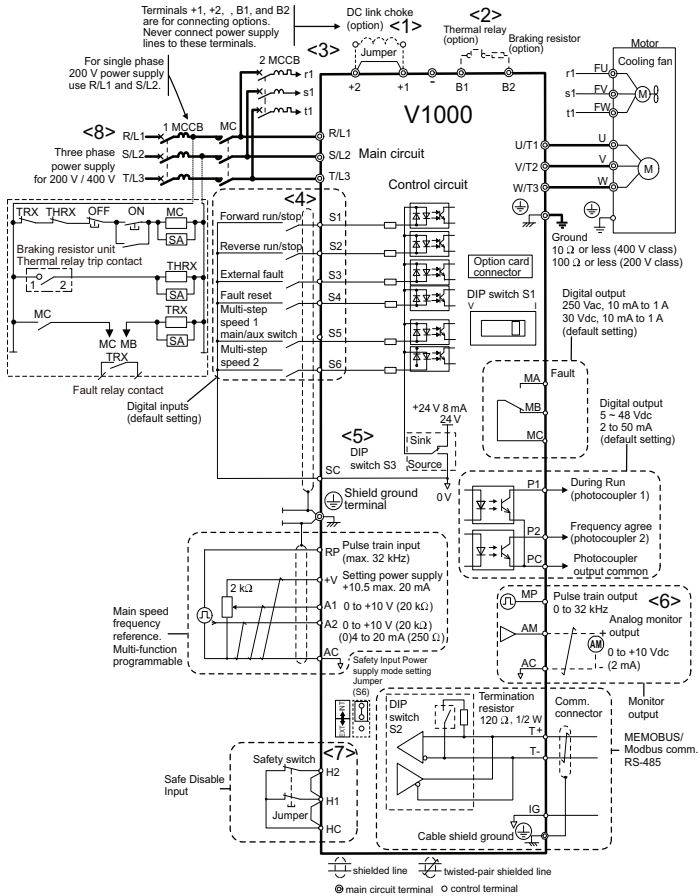 Terminals +1, +2, , B1, and B2
are for connecting options.
Never connect power supply
lines to these terminals.
DC link choke
(option) <1>
Jumper
<2>
Thermal relay
(option)
Braking resistor
(option)
Motor
Cooling fan
For single phase
200 V power supply
use R/L1 and S/L2.
<3>
2 MCCB
r1
s1
t1
+2
+1
–
B1
B2
r1
FU
s1
FV
t1
FW
M
V1000
<8>
1 MCCB
MC
R/L1
S/L2
T/L3
Three phase
power supply
for 200 V / 400 V
R/L1
S/L2
T/L3
Main circuit
Control circuit
U/T1
V/T2
W/T3
U
V
W
M
Ground
10 Ω or less (400 V class)
100 Ω or less (200 V class)
TRX
THRX
OFF
ON
MC
SA
Braking resistor unit
Thermal relay trip contact
1
2
THRX
SA
MC
TRX
SA
MC
MB
TRX
Fault relay contact
<4>
Forward run/stop
S1
Reverse run/stop
S2
External fault
S3
Fault reset
S4
Multi-step
speed 1
main/aux switch
S5
Multi-step
speed 2
S6
Digital inputs
(default setting)
Option card
connector
DIP switch S1
V
I
Digital output
250 Vac, 10 mA to 1 A
30 Vdc, 10 mA to 1 A
(default setting)
MA
Fault
MB
MC
+24 V 8 mA
24 V
<5>
DIP
switch S3
Sink
Source
0 V
SC
Digital output
5 ~ 48 Vdc
2 to 50 mA
(default setting)
P1
During Run
(photocoupler 1)
P2
Frequency agree
(photocoupler 2)
PC
Photocoupler
output common
Shield ground
terminal
RP
Pulse train input
(max. 32 kHz)
2 kΩ
+V
Setting power supply
+10.5 max. 20 mA
A1
0 to +10 V (20 kΩ)
A2
0 to +10 V (20 kΩ)
(0)4 to 20 mA (250 Ω)
AC
Main speed
frequency
reference.
Multi-function
programmable
MP
Pulse train output
0 to 32 kHz
<6>
AM
Analog monitor
output
AM
0 to +10 Vdc
(2 mA)
AC
Monitor
output
Safety Input Power
supply mode setting
Jumper
(S6)
EXT
INT
DIP
switch
S2
Termination
resistor
120 Ω, 1/2 W
Comm.
connector
T+
T-
MEMOBUS/
Modbus comm.
RS-485
IG
Cable shield ground
<7>
Safety switch
H2
H1
Jumper
HC
Safe Disable
Input
shielded line
twisted-pair shielded line
main circuit terminal
control terminal